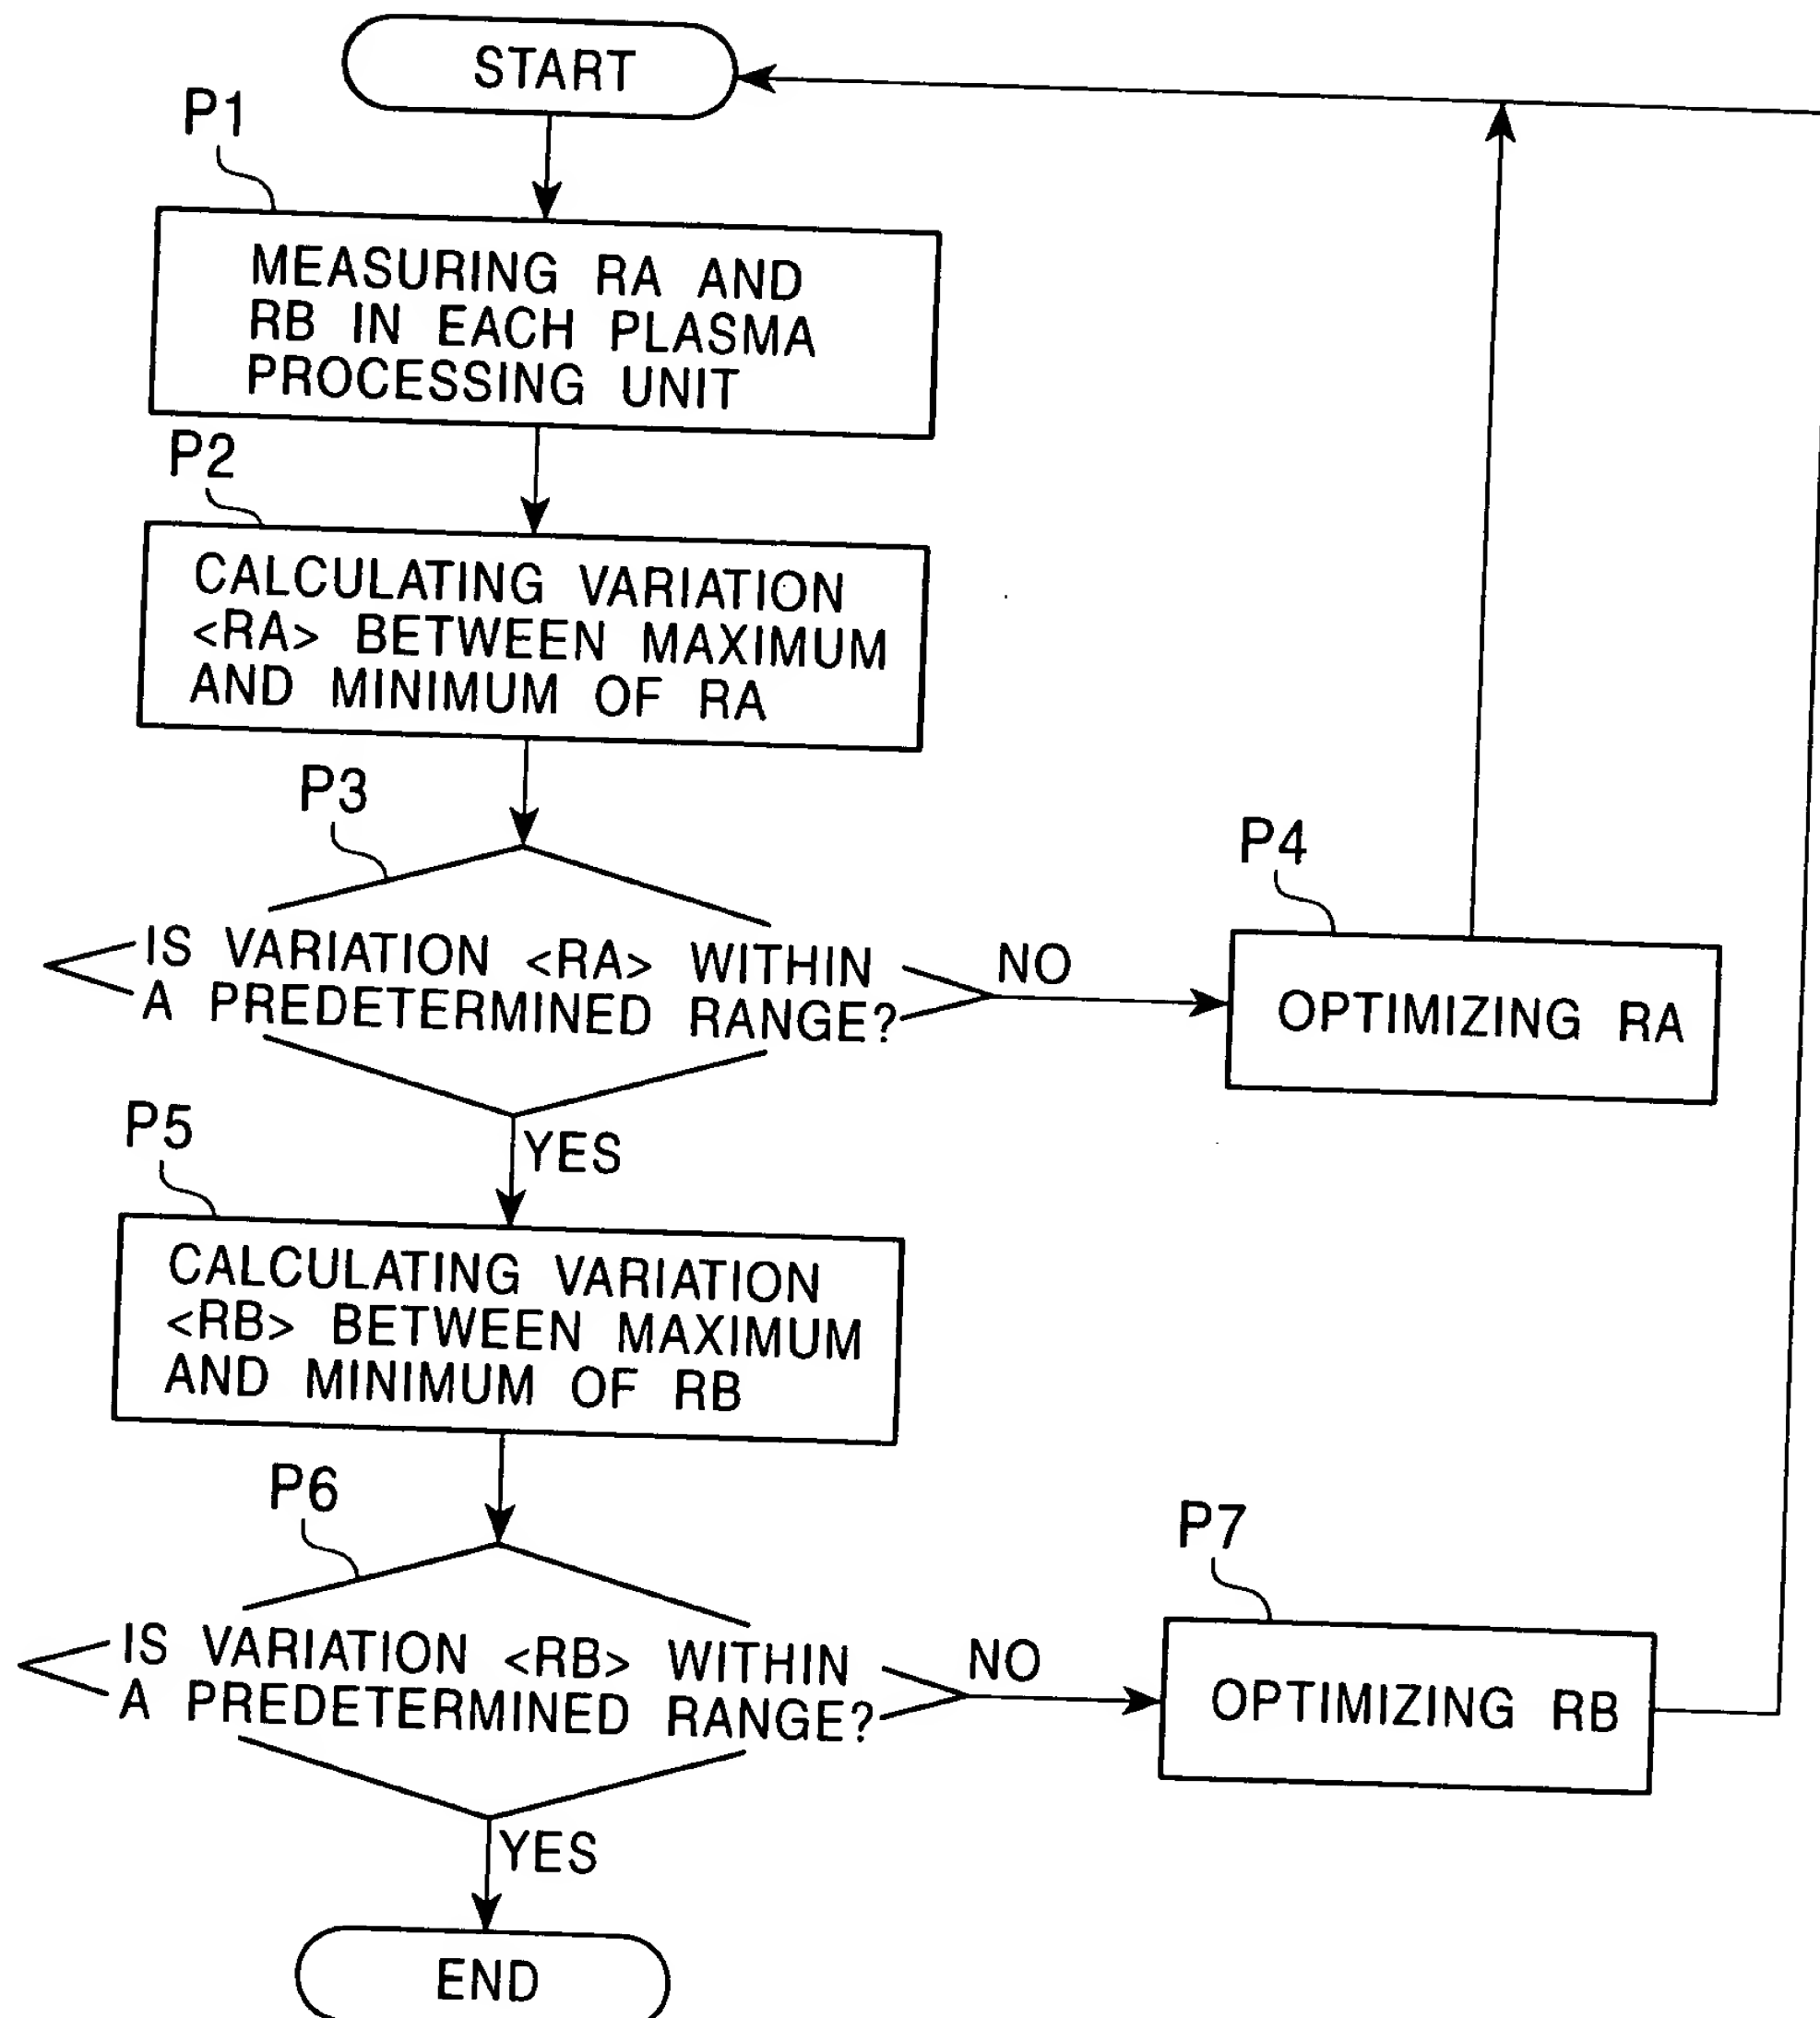 START
P1
MEASURING RA AND
RB IN EACH PLASMA
PROCESSING UNIT
P2
CALCULATING VARIATION
<RA> BETWEEN MAXIMUM
AND MINIMUM OF RA
P3
IS VARIATION <RA> WITHIN
A PREDETERMINED RANGE?
NO
P4
OPTIMIZING RA
YES
P5
CALCULATING VARIATION
<RB> BETWEEN MAXIMUM
AND MINIMUM OF RB
P6
IS VARIATION <RB> WITHIN
A PREDETERMINED RANGE?
NO
P7
OPTIMIZING RB
YES
END